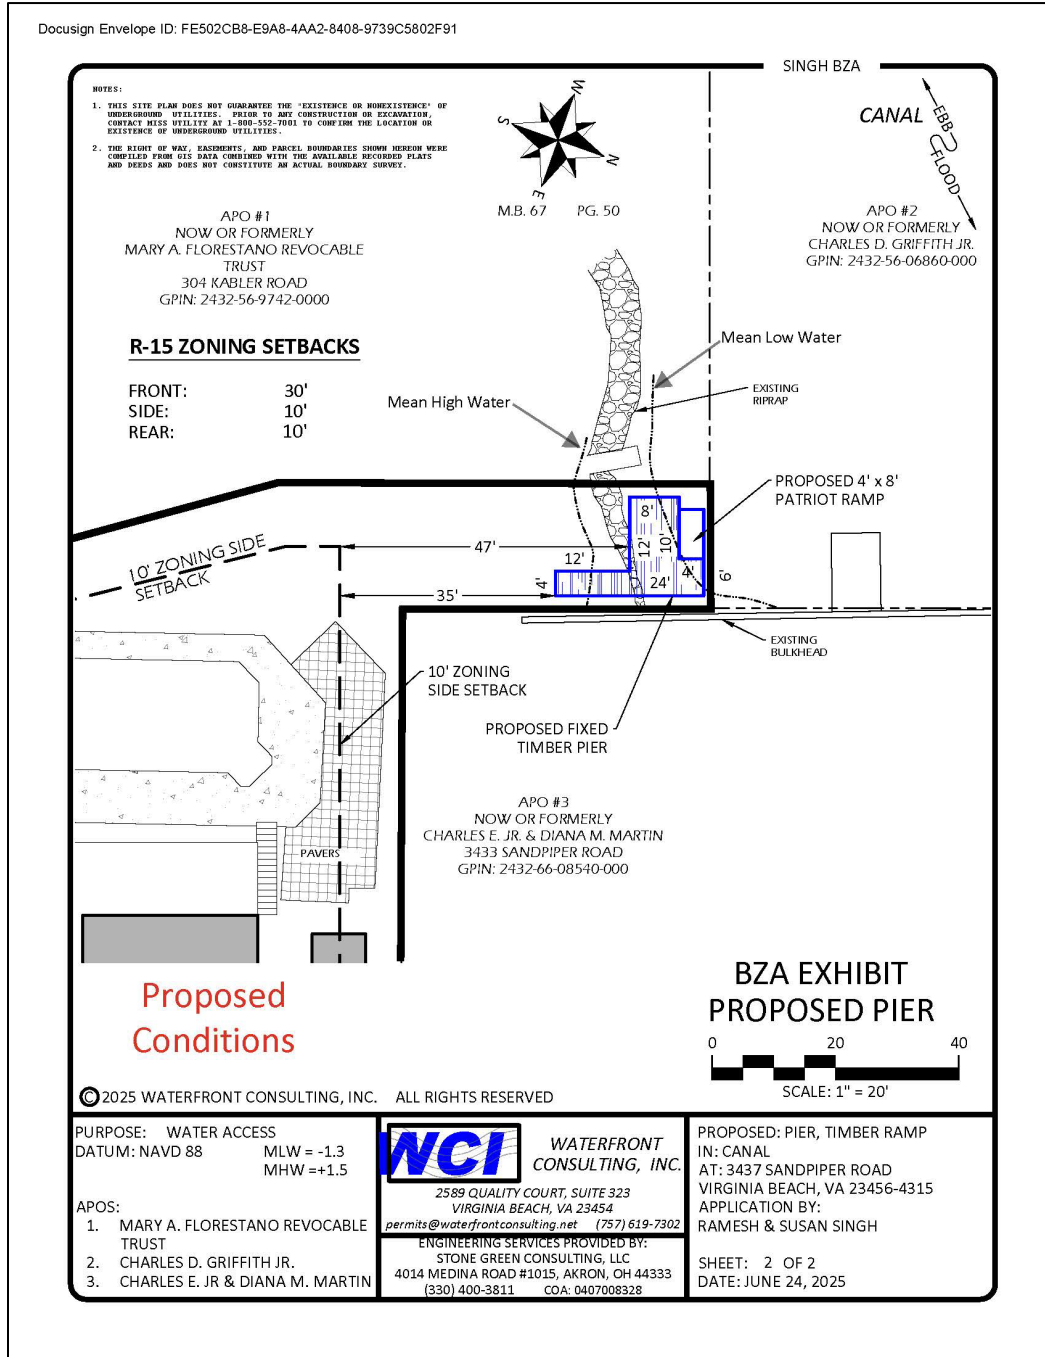 Docusign Envelope ID: FE502CB8-E9A8-4AA2-8408-9739C5802F91
SINGH BZA
NOTES:
1. THIS SITE PLAN DOES NOT GUARANTEE THE "EXISTENCE OR NONEXISTENCE" OF
UNDERGROUND UTILITIES. PRIOR TO ANY CONSTRUCTION OR EXCAVATION,
CONTACT MISS UTILITY AT 1-800-552-7001 TO CONFIRM THE LOCATION OR
EXISTENCE OF UNDERGROUND UTILITIES.
2. THE RIGHT OF WAY, EASEMENTS, AND PARCEL BOUNDARIES SHOWN HEREON WERE
COMPILED FROM GIS DATA COMBINED WITH THE AVAILABLE RECORDED PLATS
AND DEEDS AND DOES NOT CONSTITUTE AN ACTUAL BOUNDARY SURVEY.
W
S
N
E
M.B. 67 PG. 50
CANAL
EBB
FLOOD
APO #1
NOW OR FORMERLY
MARY A. FLORESTANO REVOCABLE
TRUST
304 KABLER ROAD
GPIN: 2432-56-9742-0000
APO #2
NOW OR FORMERLY
CHARLES D. GRIFFITH JR.
GPIN: 2432-56-06860-000
R-15 ZONING SETBACKS
FRONT: 30'
SIDE: 10'
REAR: 10'
Mean Low Water
Mean High Water
EXISTING
RIPRAP
PROPOSED 4' x 8'
PATRIOT RAMP
10' ZONING SIDE
SETBACK
47'
35'
12'
4'
8'
12'
10'
24'
4'
6'
EXISTING
BULKHEAD
10' ZONING
SIDE SETBACK
PROPOSED FIXED
TIMBER PIER
APO #3
NOW OR FORMERLY
CHARLES E. JR. & DIANA M. MARTIN
3433 SANDPIPER ROAD
GPIN: 2432-66-08540-000
PAVERS
Proposed
Conditions
BZA EXHIBIT
PROPOSED PIER
0 20 40
SCALE: 1" = 20'
© 2025 WATERFRONT CONSULTING, INC. ALL RIGHTS RESERVED
PURPOSE: WATER ACCESS
DATUM: NAVD 88 MLW = -1.3
MHW =+1.5
APOS:
1. MARY A. FLORESTANO REVOCABLE
TRUST
2. CHARLES D. GRIFFITH JR.
3. CHARLES E. JR & DIANA M. MARTIN
WCI
WATERFRONT
CONSULTING, INC.
2589 QUALITY COURT, SUITE 323
VIRGINIA BEACH, VA 23454
permits@waterfrontconsulting.net (757) 619-7302
ENGINEERING SERVICES PROVIDED BY:
STONE GREEN CONSULTING, LLC
4014 MEDINA ROAD #1015, AKRON, OH 44333
(330) 400-3811 COA: 0407008328
PROPOSED: PIER, TIMBER RAMP
IN: CANAL
AT: 3437 SANDPIPER ROAD
VIRGINIA BEACH, VA 23456-4315
APPLICATION BY:
RAMESH & SUSAN SINGH
SHEET: 2 OF 2
DATE: JUNE 24, 2025